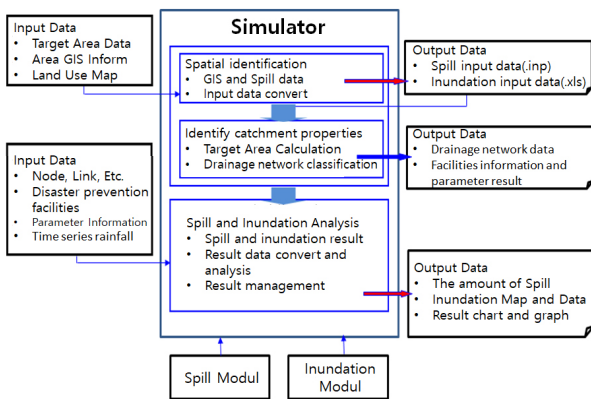 Simulator
Input Data
• Target Area Data
• Area GIS Inform
• Land Use Map
Spatial identification
• GIS and Spill data
• Input data convert
Output Data
• Spill input data(.inp)
• Inundation input data(.xls)
Identify catchment properties
• Target Area Calculation
• Drainage network classification
Output Data
• Drainage network data
• Facilities information and
• parameter result
Input Data
• Node, Link, Etc.
• Disaster prevention
facilities
• Parameter Information
• Time series rainfall
Spill and Inundation Analysis
• Spill and inundation result
• Result data convert and
analysis
• Result management
Output Data
• The amount of Spill
• Inundation Map and Data
• Result chart and graph
Spill Modul
Inundation
Modul